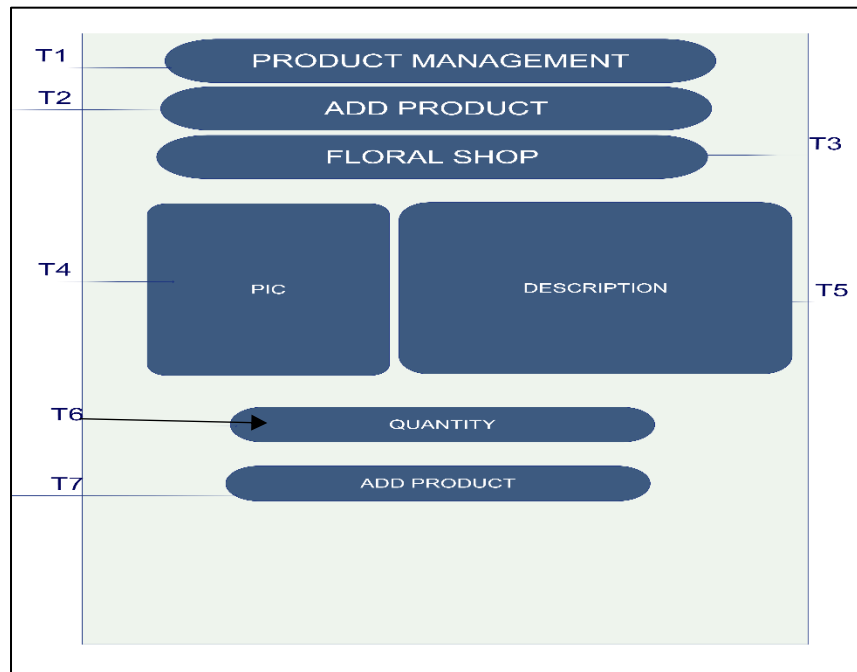 T1
PRODUCT MANAGEMENT
T2
ADD PRODUCT
FLORAL SHOP
T3
T4
PIC
DESCRIPTION
T5
T6
QUANTITY
T7
ADD PRODUCT